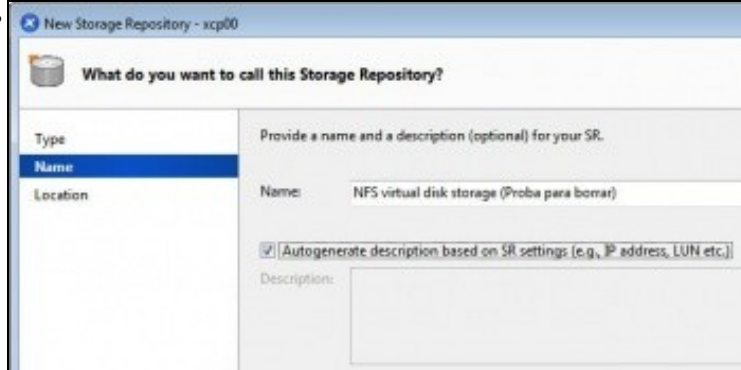 New Storage Repository - xcp00
What do you want to call this Storage Repository?
Type
Name
Location
Provide a name and a description (optional) for your SR.
Name: NFS virtual disk storage (Proba para borrar)
Autogenerate description based on SR settings (e.g., IP address, LUN etc.)
Description: